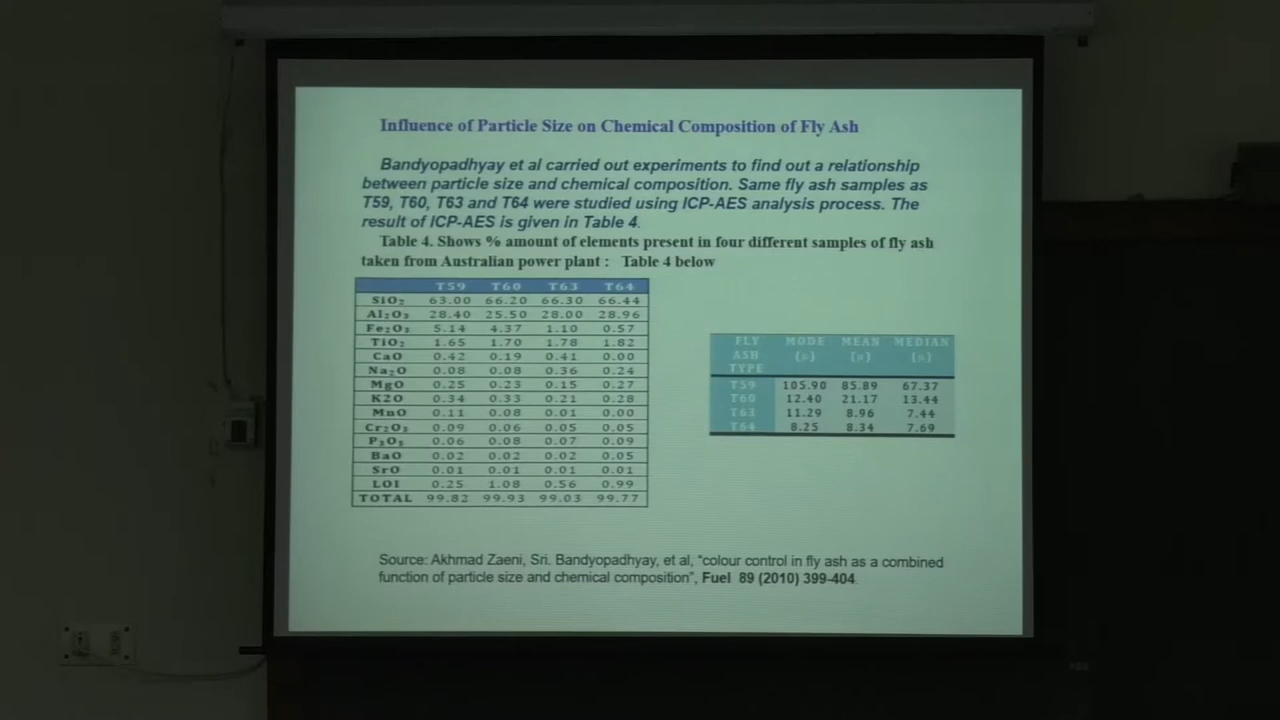 Influence of Particle Size on Chemical Composition of Fly Ash
Bandyopadhyay et al carried out experiments to find out a relationship
between particle size and chemical composition. Same fly ash samples as
T59, T60, T63 and T64 were studied using ICP-AES analysis process. The
result of ICP-AES is given in Table 4.
Table 4. Shows % amount of elements present in four different samples of fly ash
taken from Australian power plant : Table 4 below
T59 T60 T63 T64
SiO₂ 63.00 66.20 66.30 66.44
Al₂O₃ 28.40 25.50 28.00 28.96
Fe₂O₃ 5.14 4.37 1.10 0.57
TiO₂ 1.65 1.70 1.78 1.82
CaO 0.42 0.19 0.41 0.00
Na₂O 0.08 0.08 0.36 0.24
MgO 0.25 0.23 0.15 0.27
K2O 0.34 0.33 0.21 0.28
MnO 0.11 0.08 0.01 0.00
Cr₂O₃ 0.09 0.06 0.05 0.05
P₂O₅ 0.06 0.08 0.07 0.09
BaO 0.02 0.02 0.02 0.05
SrO 0.01 0.01 0.01 0.01
LOI 0.25 1.08 0.56 0.99
TOTAL 99.82 99.93 99.03 99.77
FLY MODE MEAN MEDIAN
ASH
TYPE
T59 105.90 85.89 67.37
T60 12.40 21.17 13.44
T63 11.29 8.96 7.44
T64 8.25 8.34 7.69
Source: Akhmad Zaeni, Sri. Bandyopadhyay, et al, “colour control in fly ash as a combined
function of particle size and chemical composition”, Fuel 89 (2010) 399-404.